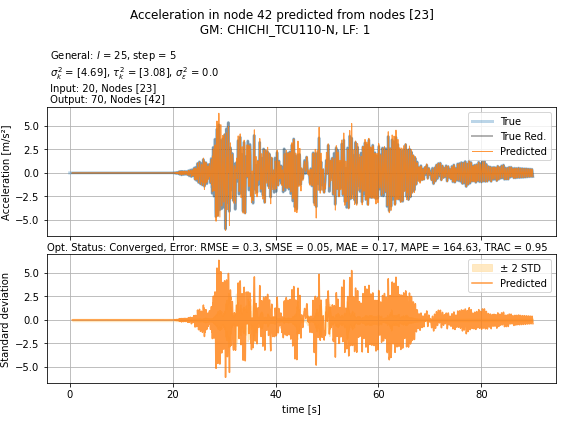 Acceleration in node 42 predicted from nodes [23]
GM: CHICHI_TCU110-N, LF: 1
General: l = 25, step = 5
σ²ₖ = [4.69], τ²ₖ = [3.08], σ²ε = 0.0
Input: 20, Nodes [23]
Output: 70, Nodes [42]
Acceleration [m/s²]
5.0
2.5
0.0
−2.5
−5.0
True
True Red.
Predicted
Opt. Status: Converged, Error: RMSE = 0.3, SMSE = 0.05, MAE = 0.17, MAPE = 164.63, TRAC = 0.95
Standard deviation
5.0
2.5
0.0
−2.5
−5.0
± 2 STD
Predicted
0 20 40 60 80
time [s]